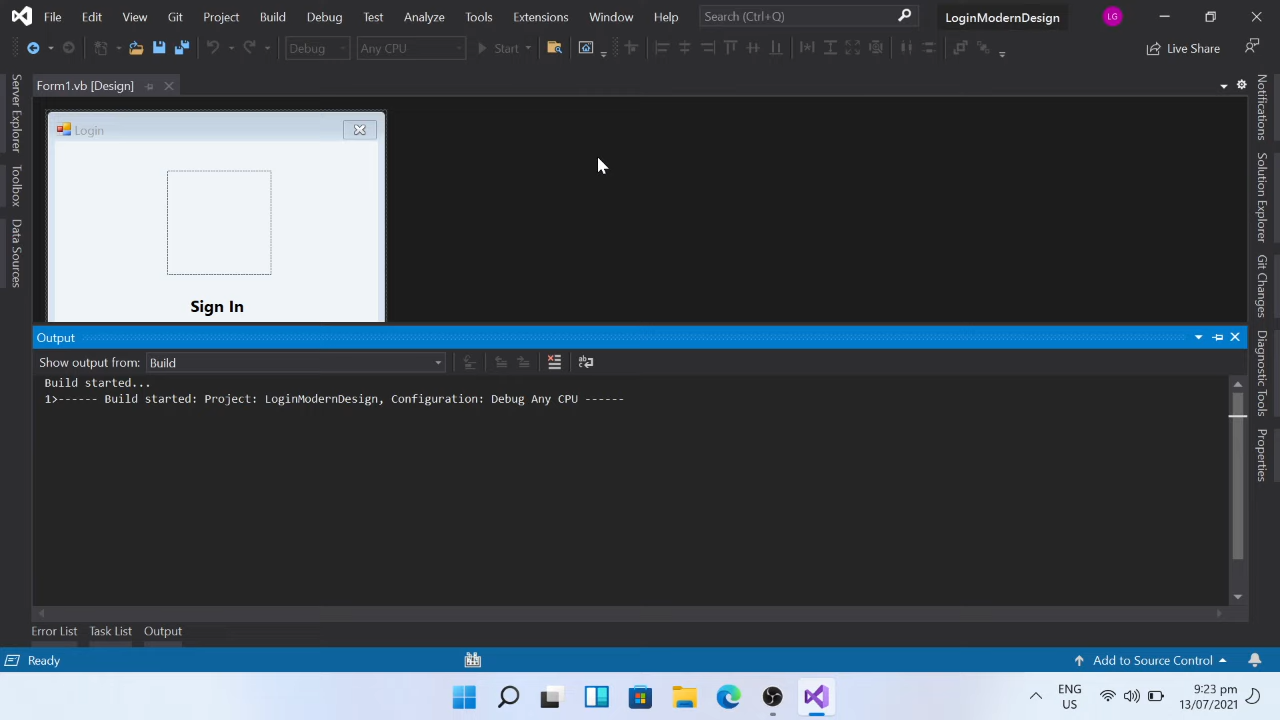 File Edit View Git Project Build Debug Test Analyze Tools Extensions Window Help Search (Ctrl+Q) LoginModernDesign LG
Debug Any CPU Start Live Share
Form1.vb [Design]
Server Explorer
Toolbox
Data Sources
Login
Sign In
Notifications
Solution Explorer
Git Changes
Diagnostic Tools
Properties
Output
Show output from: Build
Build started...
1>------ Build started: Project: LoginModernDesign, Configuration: Debug Any CPU ------
Error List Task List Output
Ready Add to Source Control
ENG
US
9:23 pm
13/07/2021